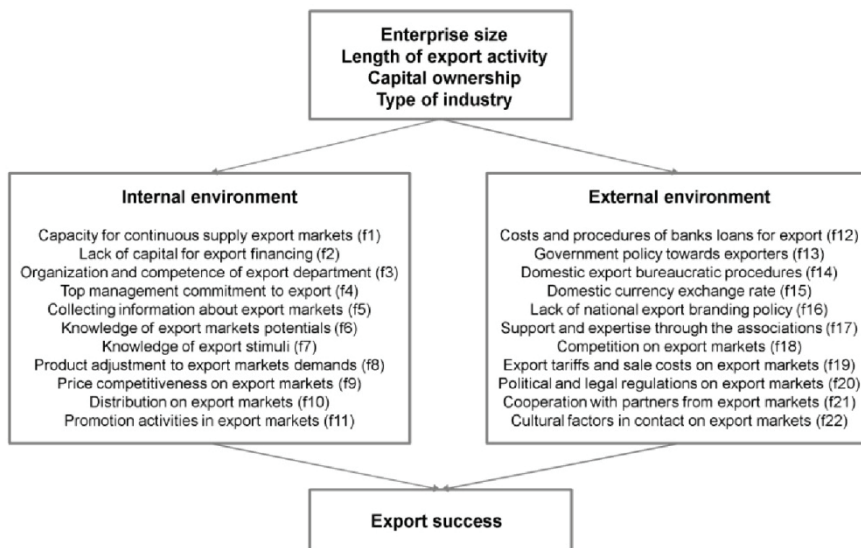 Enterprise size
Length of export activity
Capital ownership
Type of industry
Internal environment
Capacity for continuous supply export markets (f1)
Lack of capital for export financing (f2)
Organization and competence of export department (f3)
Top management commitment to export (f4)
Collecting information about export markets (f5)
Knowledge of export markets potentials (f6)
Knowledge of export stimuli (f7)
Product adjustment to export markets demands (f8)
Price competitiveness on export markets (f9)
Distribution on export markets (f10)
Promotion activities in export markets (f11)
External environment
Costs and procedures of banks loans for export (f12)
Government policy towards exporters (f13)
Domestic export bureaucratic procedures (f14)
Domestic currency exchange rate (f15)
Lack of national export branding policy (f16)
Support and expertise through the associations (f17)
Competition on export markets (f18)
Export tariffs and sale costs on export markets (f19)
Political and legal regulations on export markets (f20)
Cooperation with partners from export markets (f21)
Cultural factors in contact on export markets (f22)
Export success